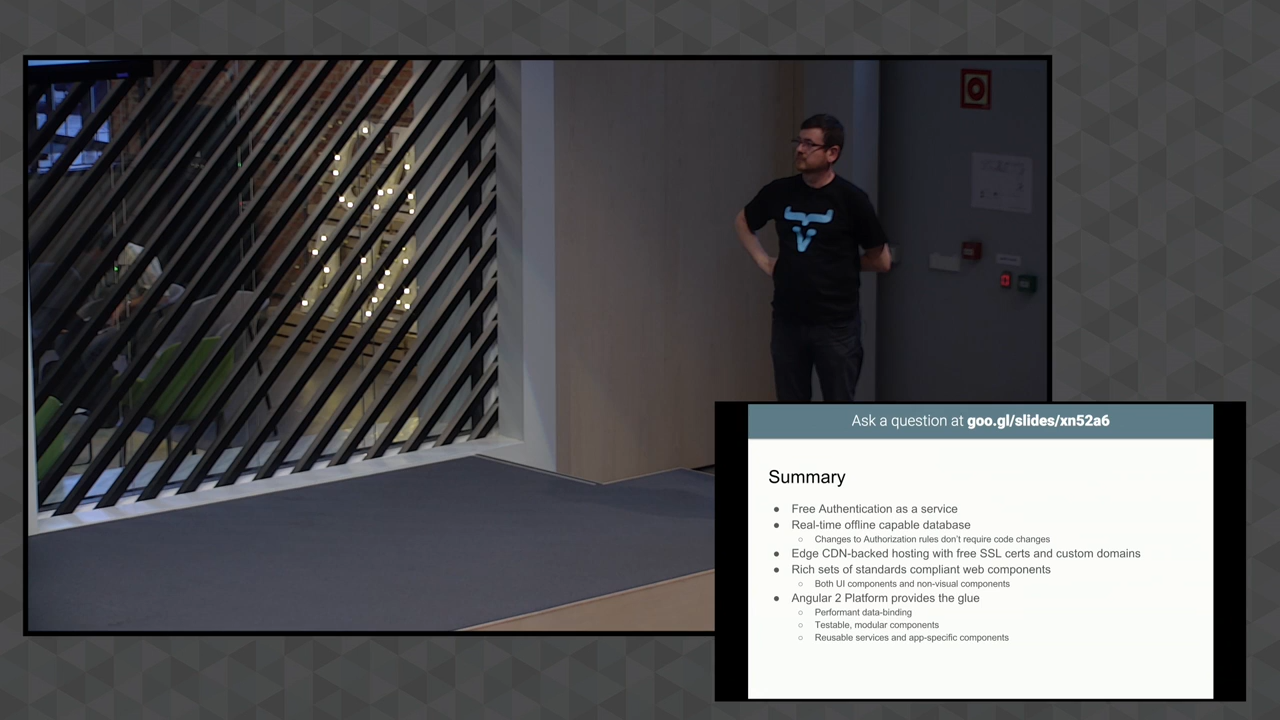 Ask a question at goo.gl/slides/xn52a6
Summary
● Free Authentication as a service
● Real-time offline capable database
○ Changes to Authorization rules don't require code changes
● Edge CDN-backed hosting with free SSL certs and custom domains
● Rich sets of standards compliant web components
○ Both UI components and non-visual components
● Angular 2 Platform provides the glue
○ Performant data-binding
○ Testable, modular components
○ Reusable services and app-specific components